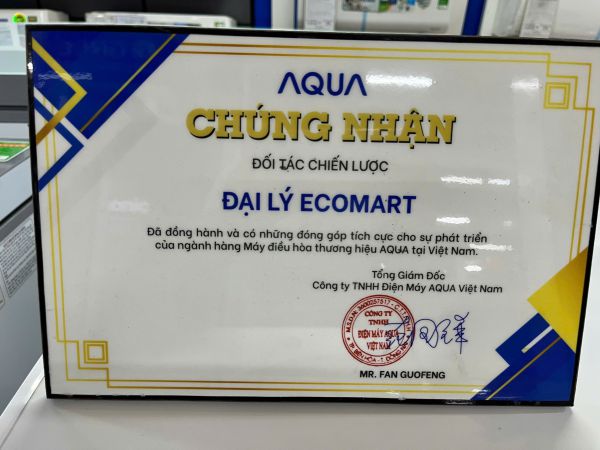 AQUA
CHỨNG NHẬN
ĐỐI TÁC CHIẾN LƯỢC
ĐẠI LÝ ECOMART
Đã đồng hành và có những đóng góp tích cực cho sự phát triển
của ngành hàng Máy điều hòa thương hiệu AQUA tại Việt Nam.
Tổng Giám Đốc
Công ty TNHH Điện Máy AQUA Việt Nam
CÔNG TY
TNHH
ĐIỆN MÁY AQUA
VIỆT NAM
MR. FAN GUOFENG